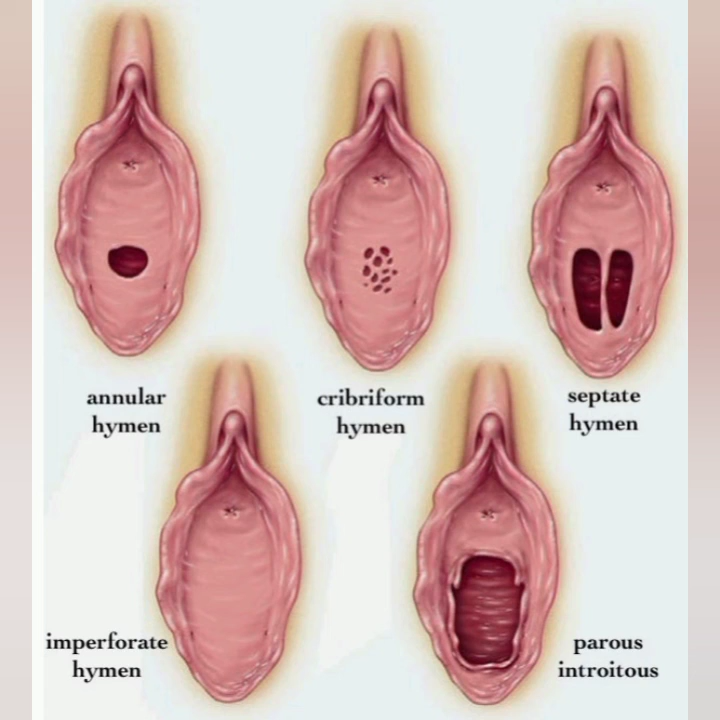 annular
hymen
cribriform
hymen
septate
hymen
imperforate
hymen
parous
introitous